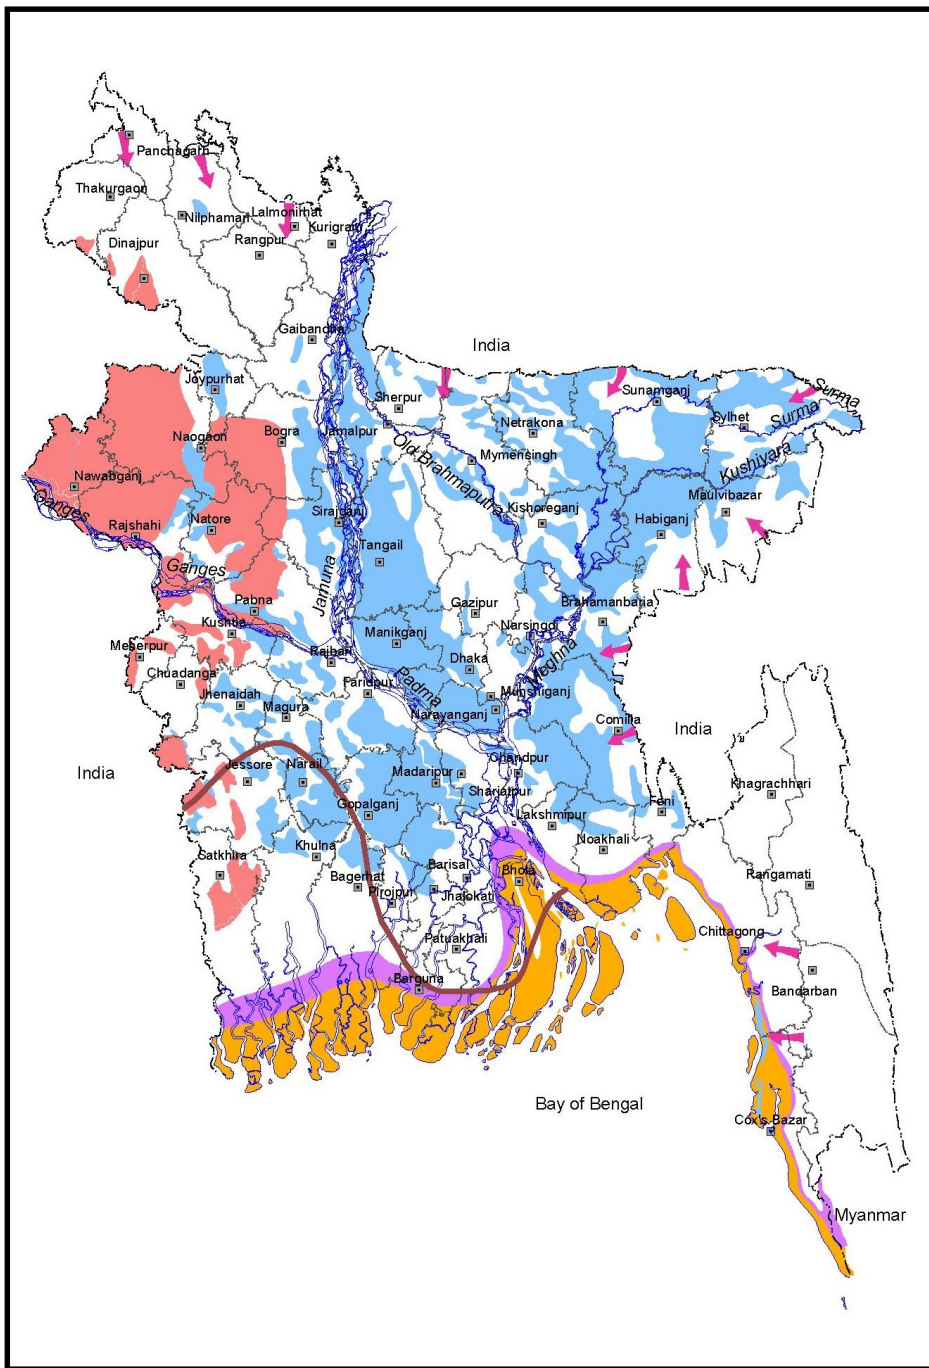 Panchagarh
Thakurgaon
Nilphamari
Lalmonirhat
Kurigram
Dinajpur
Rangpur
Gaibandha
India
Joypurhat
Sherpur
Sunamganj
Surma
Surma
Sylhet
Netrakona
Jamalpur
Old Brahmaputra
Naogaon
Bogra
Mymensingh
Kushiyara
Nawabganj
Maulvibazar
Ganges
Rajshahi
Natore
Sirajganj
Kishoreganj
Habiganj
Tangail
Ganges
Jamuna
Pabna
Gazipur
Brahamanbaria
Kushtia
Manikganj
Narsingdi
Meherpur
Rajbari
Dhaka
Meghna
Chuadanga
Faridpur
Padma
Munshiganj
Jhenaidah
Magura
Narayanganj
Comilla
India
India
Jessore
Narail
Madaripur
Chandpur
Shariatpur
Khagrachhari
Gopalganj
Lakshmipur
Feni
Satkhira
Khulna
Noakhali
Bagerhat
Pirojpur
Barisal
Bhola
Jhalokati
Rangamati
Patuakhali
Chittagong
Barguna
Bandarban
Bay of Bengal
Cox's Bazar
Myanmar